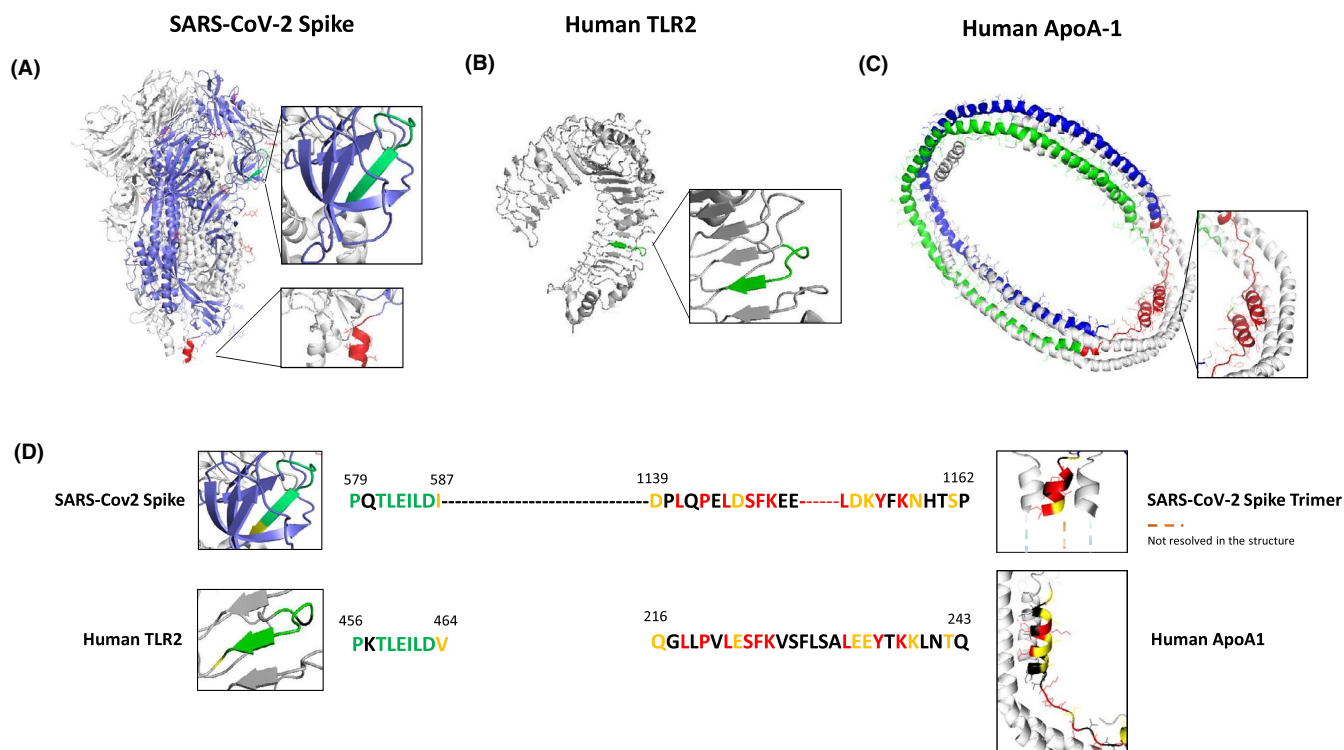 SARS-CoV-2 Spike
Human TLR2
Human ApoA-1
(A)
(B)
(C)
(D)
SARS-Cov2 Spike
579
587
1139
1162
PQTLEILDI--------------------DPLQPELDSFKEE------LDKYFKNHTSP
SARS-CoV-2 Spike Trimer
Not resolved in the structure
Human TLR2
456
464
PKTLEILDV
216
243
QGLLPVLESFKVSFLSALEEYTKKLNTQ
Human ApoA1